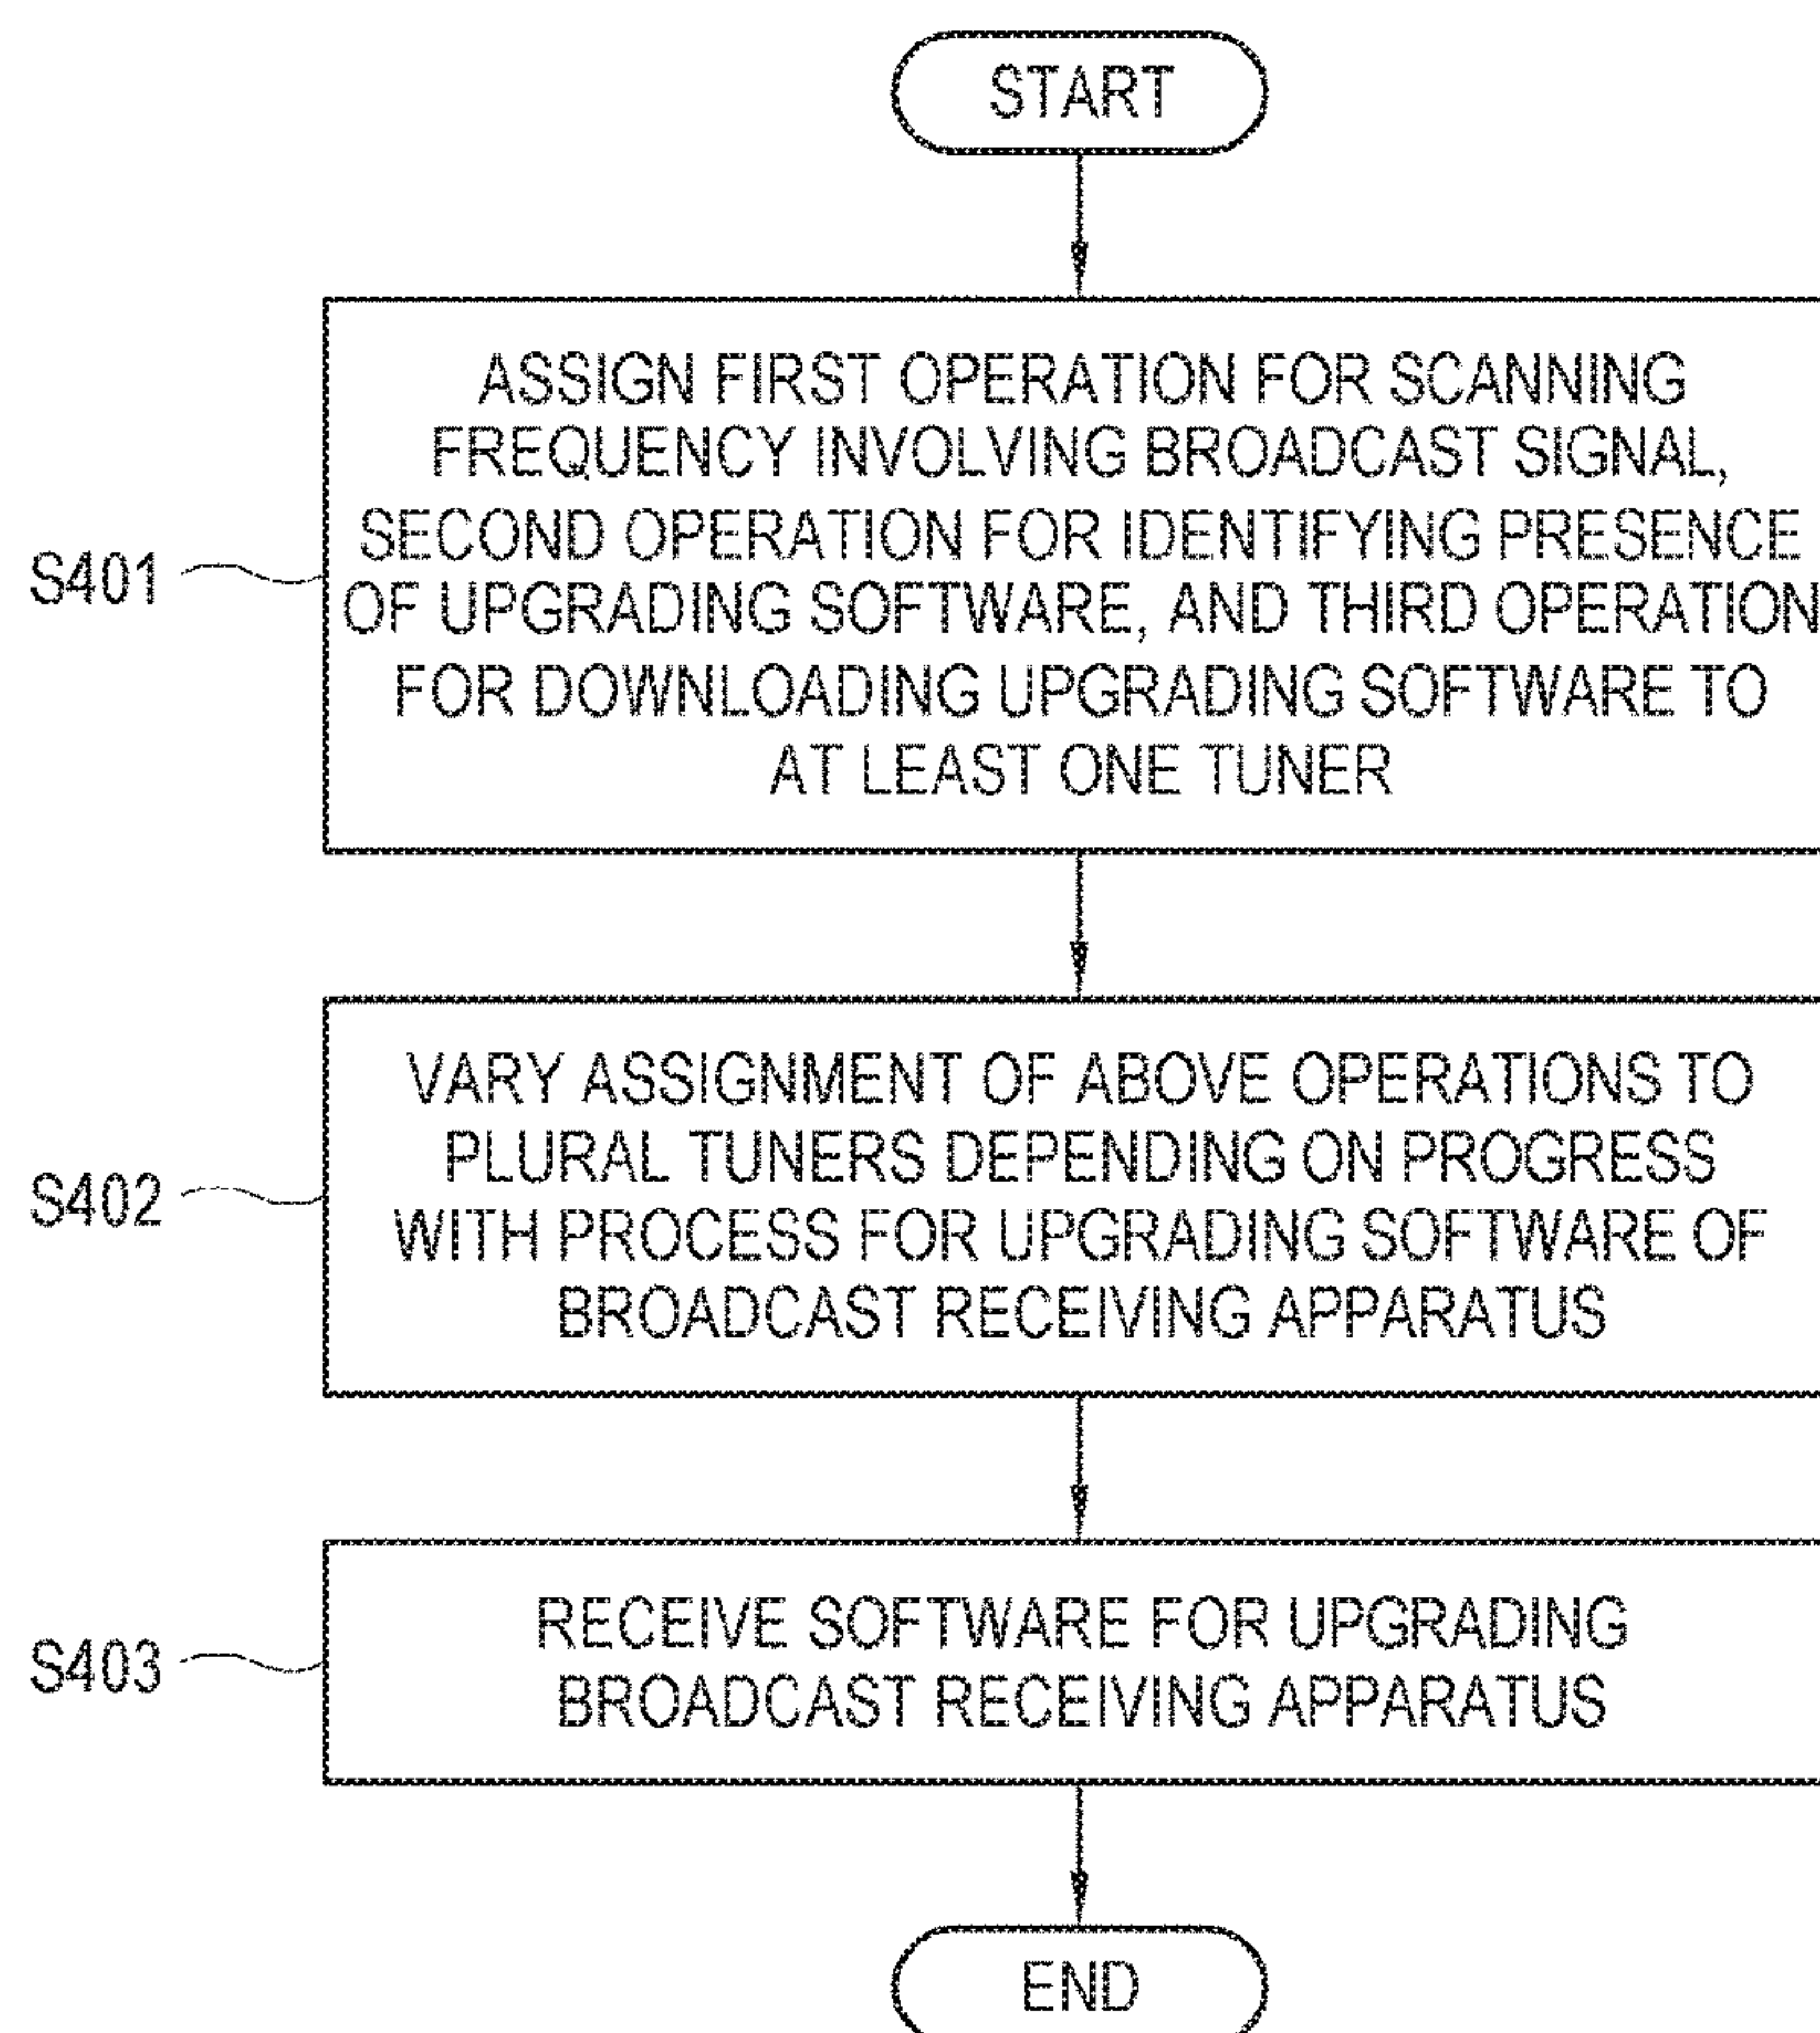 START
ASSIGN FIRST OPERATION FOR SCANNING
FREQUENCY INVOLVING BROADCAST SIGNAL,
SECOND OPERATION FOR IDENTIFYING PRESENCE
S401
OF UPGRADING SOFTWARE, AND THIRD OPERATION
FOR DOWNLOADING UPGRADING SOFTWARE TO
AT LEAST ONE TUNER
VARY ASSIGNMENT OF ABOVE OPERATIONS TO
PLURAL TUNERS DEPENDING ON PROGRESS
S402
WITH PROCESS FOR UPGRADING SOFTWARE OF
BROADCAST RECEIVING APPARATUS
RECEIVE SOFTWARE FOR UPGRADING
S403
BROADCAST RECEIVING APPARATUS
END